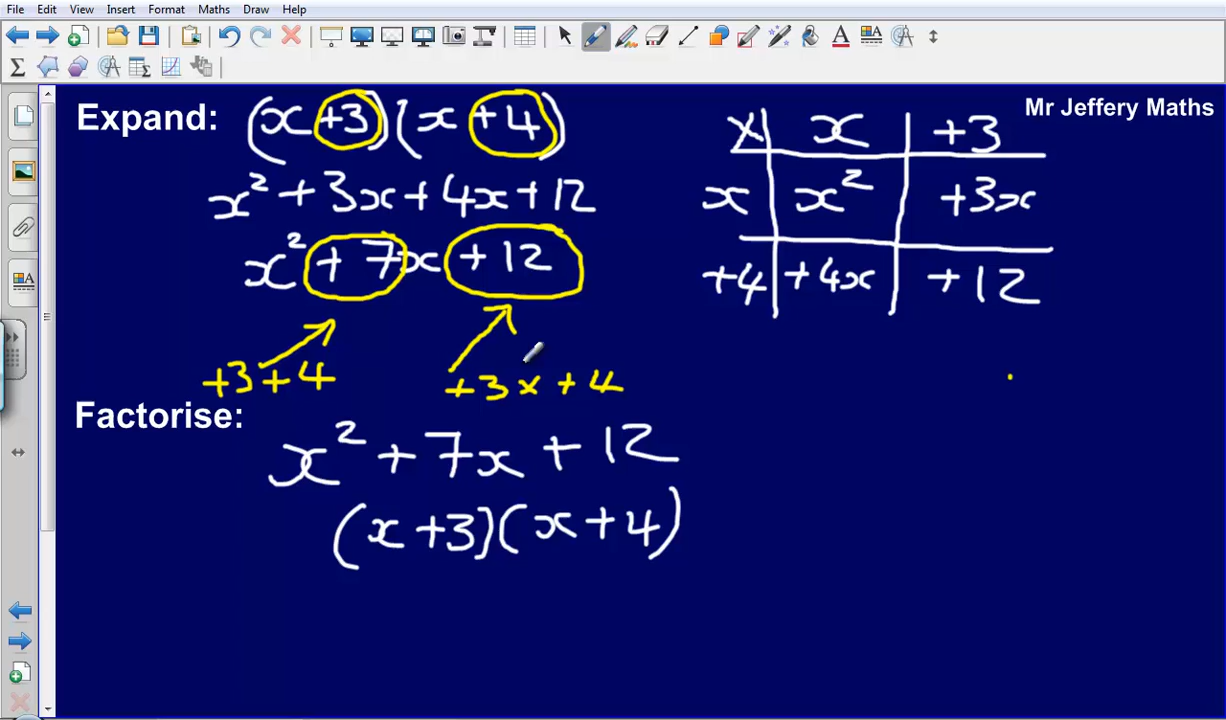 File Edit View Insert Format Maths Draw Help
Expand: (x+3)(x+4)
x² + 3x + 4x + 12
x² + 7x + 12
+3+4 +3 x +4
Factorise:
x² + 7x + 12
(x+3)(x+4)
Mr Jeffery Maths
× x +3
x x² +3x
+4 +4x +12